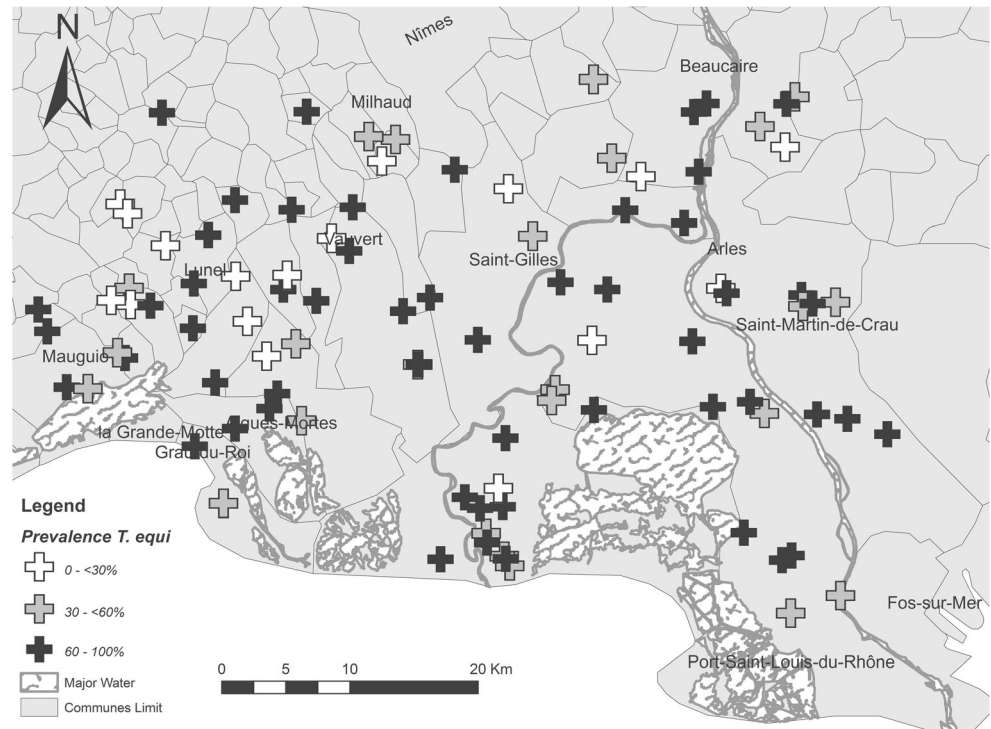 N
Nîmes
Beaucaire
Milhaud
Vauvert
Arles
Saint-Gilles
Lunel
Saint-Martin-de-Crau
Mauguio
la Grande-Motte
Aigues-Mortes
Grau-du-Roi
Legend
Prevalence T. equi
0 - <30%
30 - <60%
60 - 100%
Major Water
Communes Limit
0 5 10 20 Km
Fos-sur-Mer
Port-Saint-Louis-du-Rhône